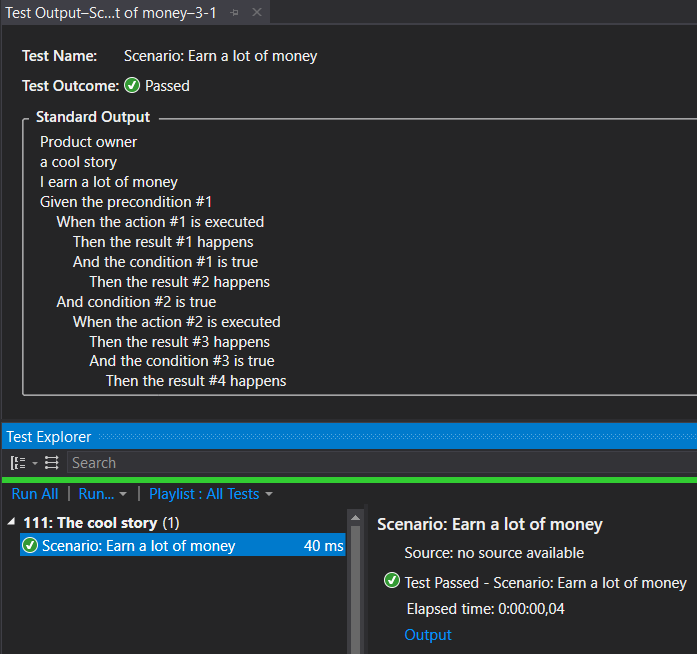 Test Output–Sc...t of money–3-1
Test Name: Scenario: Earn a lot of money
Test Outcome: Passed
Standard Output
Product owner
a cool story
I earn a lot of money
Given the precondition #1
When the action #1 is executed
Then the result #1 happens
And the condition #1 is true
Then the result #2 happens
And condition #2 is true
When the action #2 is executed
Then the result #3 happens
And the condition #3 is true
Then the result #4 happens
Test Explorer
Search
Run All | Run... | Playlist : All Tests
111: The cool story (1)
Scenario: Earn a lot of money 40 ms
Scenario: Earn a lot of money
Source: no source available
Test Passed - Scenario: Earn a lot of money
Elapsed time: 0:00:00,04
Output